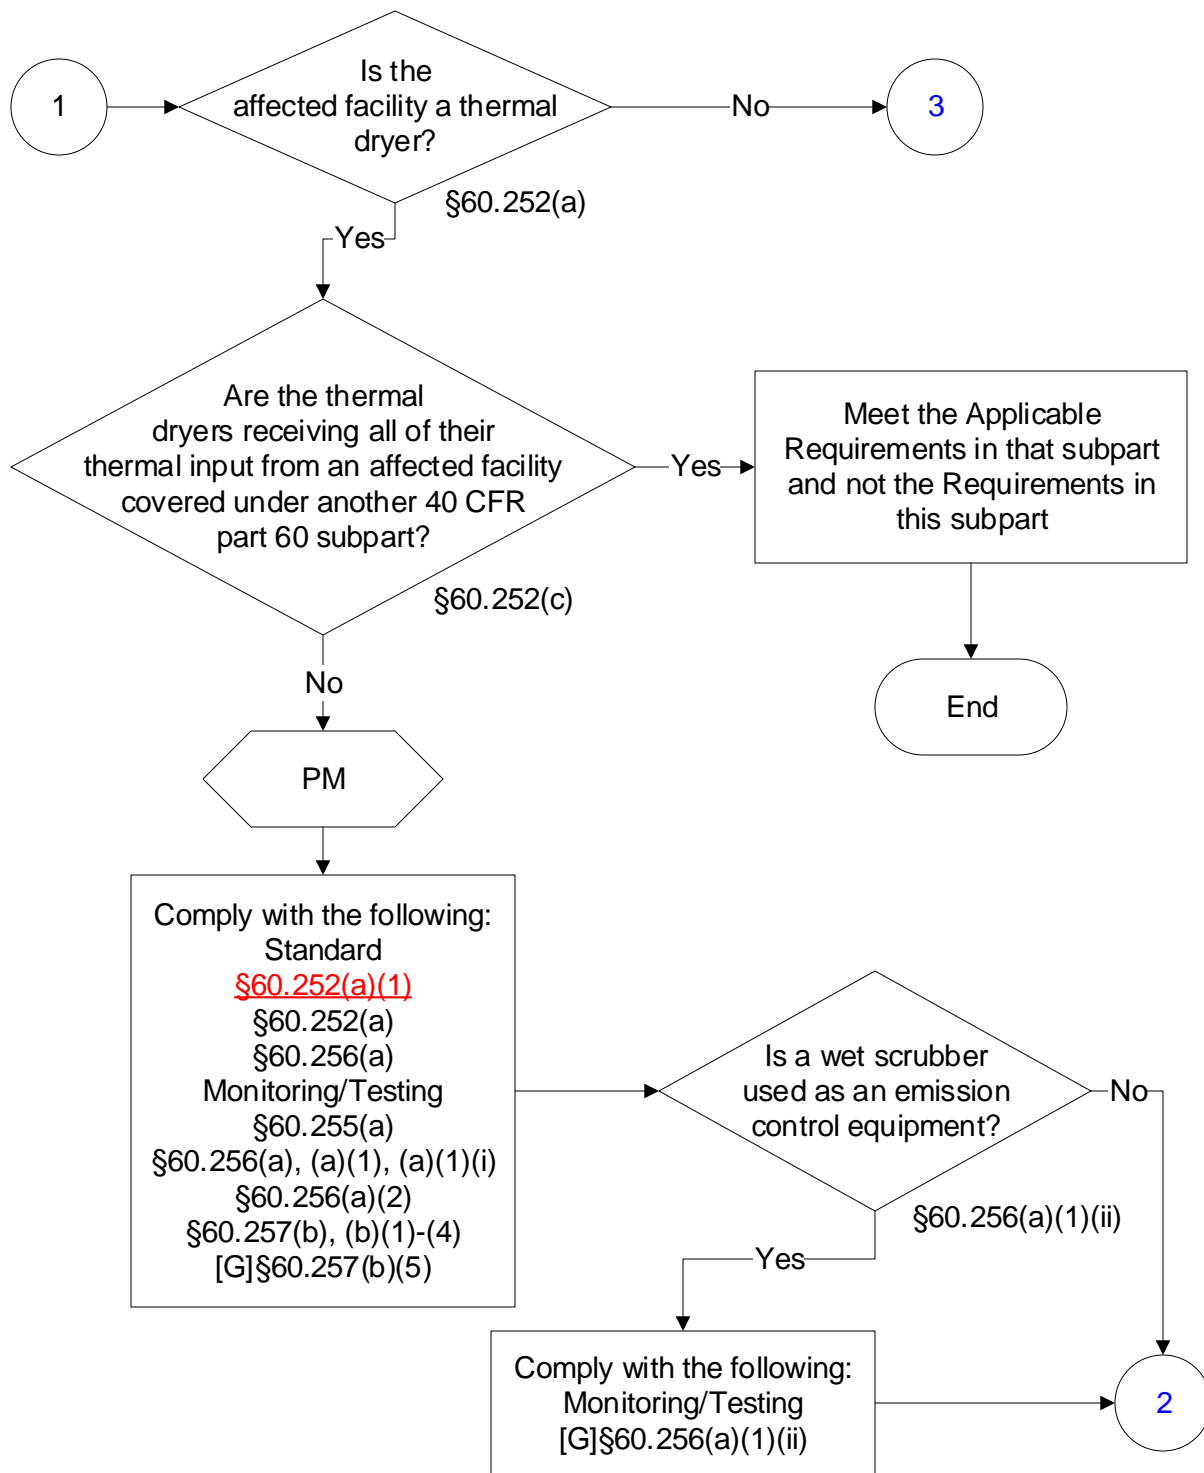 1
Is the
affected facility a thermal
dryer?
No
3
§60.252(a)
Yes
Are the thermal
dryers receiving all of their
thermal input from an affected facility
covered under another 40 CFR
part 60 subpart?
Yes
Meet the Applicable
Requirements in that subpart
and not the Requirements in
this subpart
§60.252(c)
No
End
PM
Comply with the following:
Standard
§60.252(a)(1)
§60.252(a)
§60.256(a)
Monitoring/Testing
§60.255(a)
§60.256(a), (a)(1), (a)(1)(i)
§60.256(a)(2)
§60.257(b), (b)(1)-(4)
[G]§60.257(b)(5)
Is a wet scrubber
used as an emission
control equipment?
No
§60.256(a)(1)(ii)
Yes
Comply with the following:
Monitoring/Testing
[G]§60.256(a)(1)(ii)
2